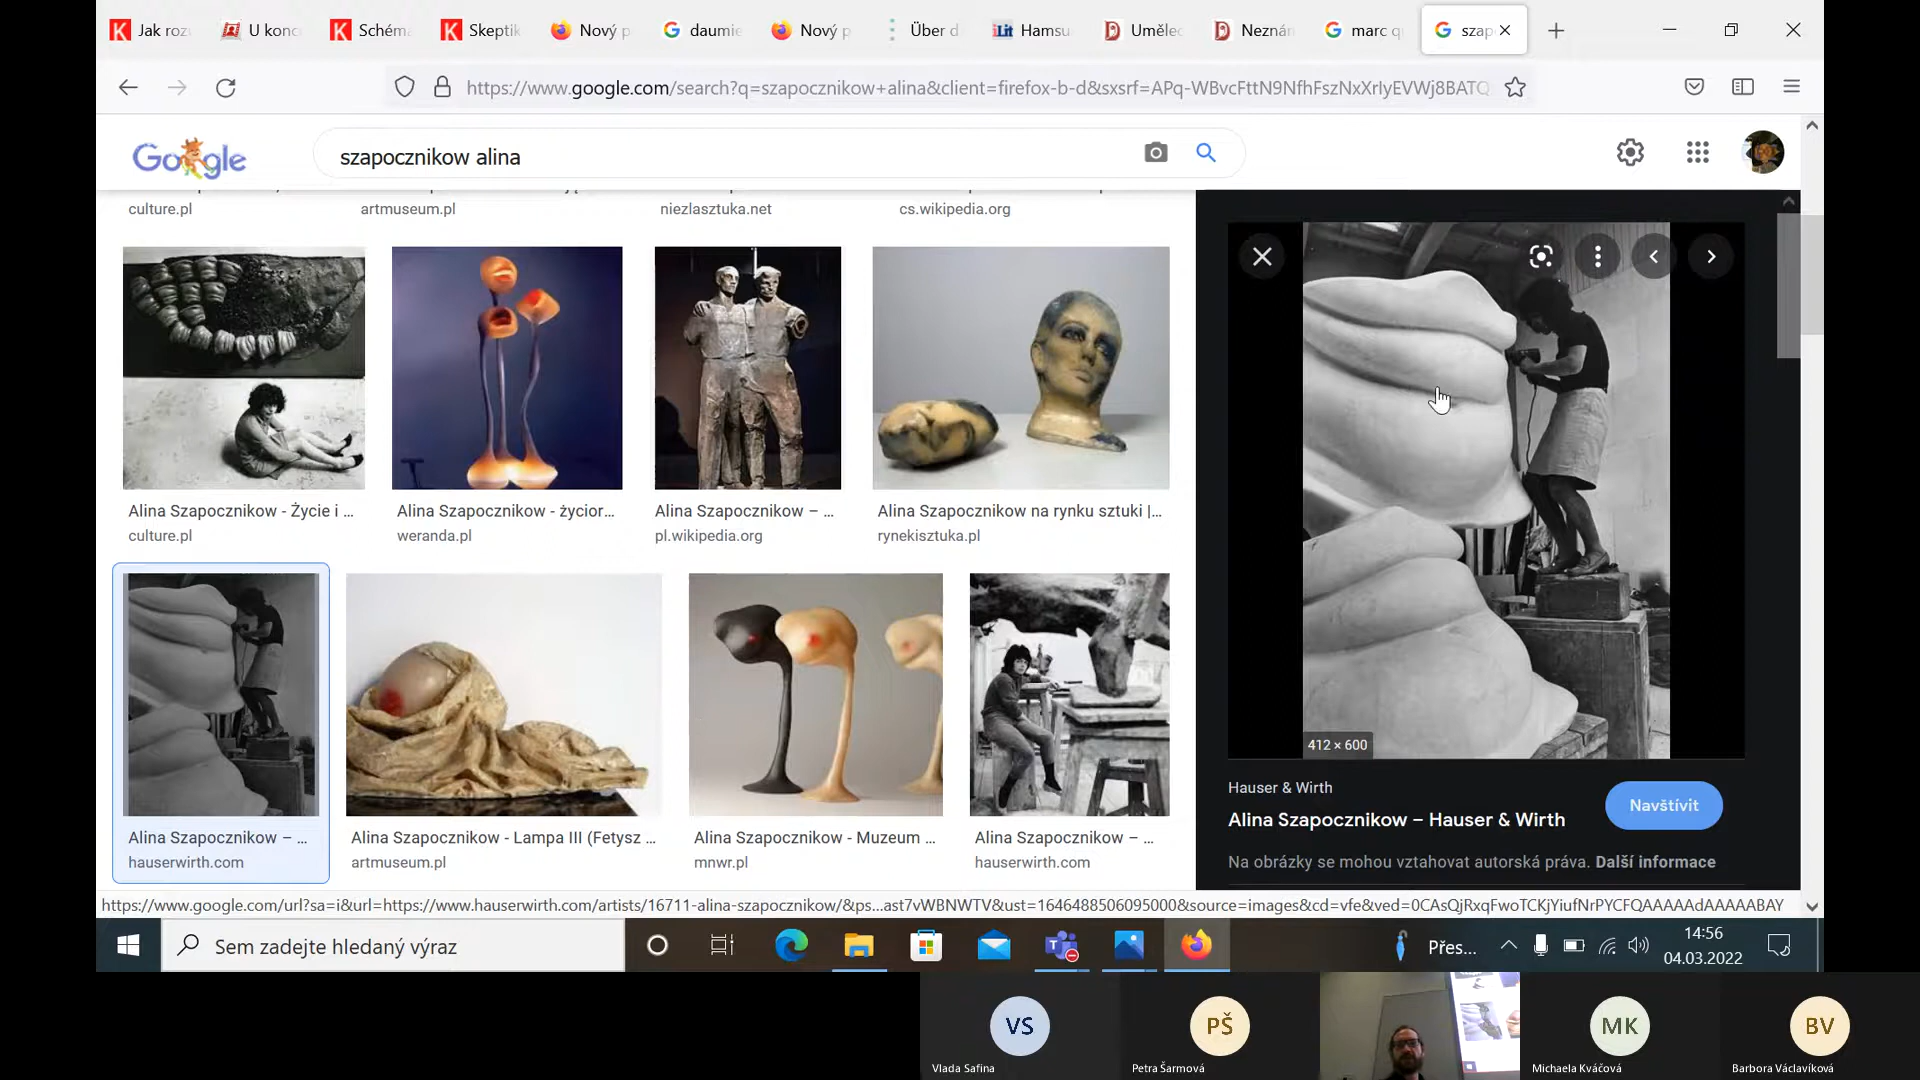 Jak roz
U konc
Schém
Skeptik
Nový p
daumie
Nový p
Über d
iLit Hamsu
Umělec
Neznán
marc q
szap
https://www.google.com/search?q=szapocznikow+alina&client=firefox-b-d&sxsrf=APq-WBvcFttN9NfhFszNxXrIyEVWj8BATQ
Google
szapocznikow alina
culture.pl
artmuseum.pl
niezlasztuka.net
cs.wikipedia.org
Alina Szapocznikow - Życie i ...
culture.pl
Alina Szapocznikow - życior...
weranda.pl
Alina Szapocznikow – ...
pl.wikipedia.org
Alina Szapocznikow na rynku sztuki |...
rynekisztuka.pl
Alina Szapocznikow – ...
hauserwirth.com
Alina Szapocznikow - Lampa III (Fetysz ...
artmuseum.pl
Alina Szapocznikow - Muzeum ...
mnwr.pl
Alina Szapocznikow – ...
hauserwirth.com
412 × 600
Hauser & Wirth
Alina Szapocznikow – Hauser & Wirth
Navštívit
Na obrázky se mohou vztahovat autorská práva. Další informace
https://www.google.com/url?sa=i&url=https://www.hauserwirth.com/artists/16711-alina-szapocznikow/&ps...ast7vWBNWTV&ust=1646488506095000&source=images&cd=vfe&ved=0CAsQjRxqFwoTCKjYiufNrPYCFQAAAAAdAAAAABAY
Sem zadejte hledaný výraz
Přes...
14:56
04.03.2022
VS
Vlada Safina
PŠ
Petra Šarmová
MK
Michaela Kváčová
BV
Barbora Václavíková